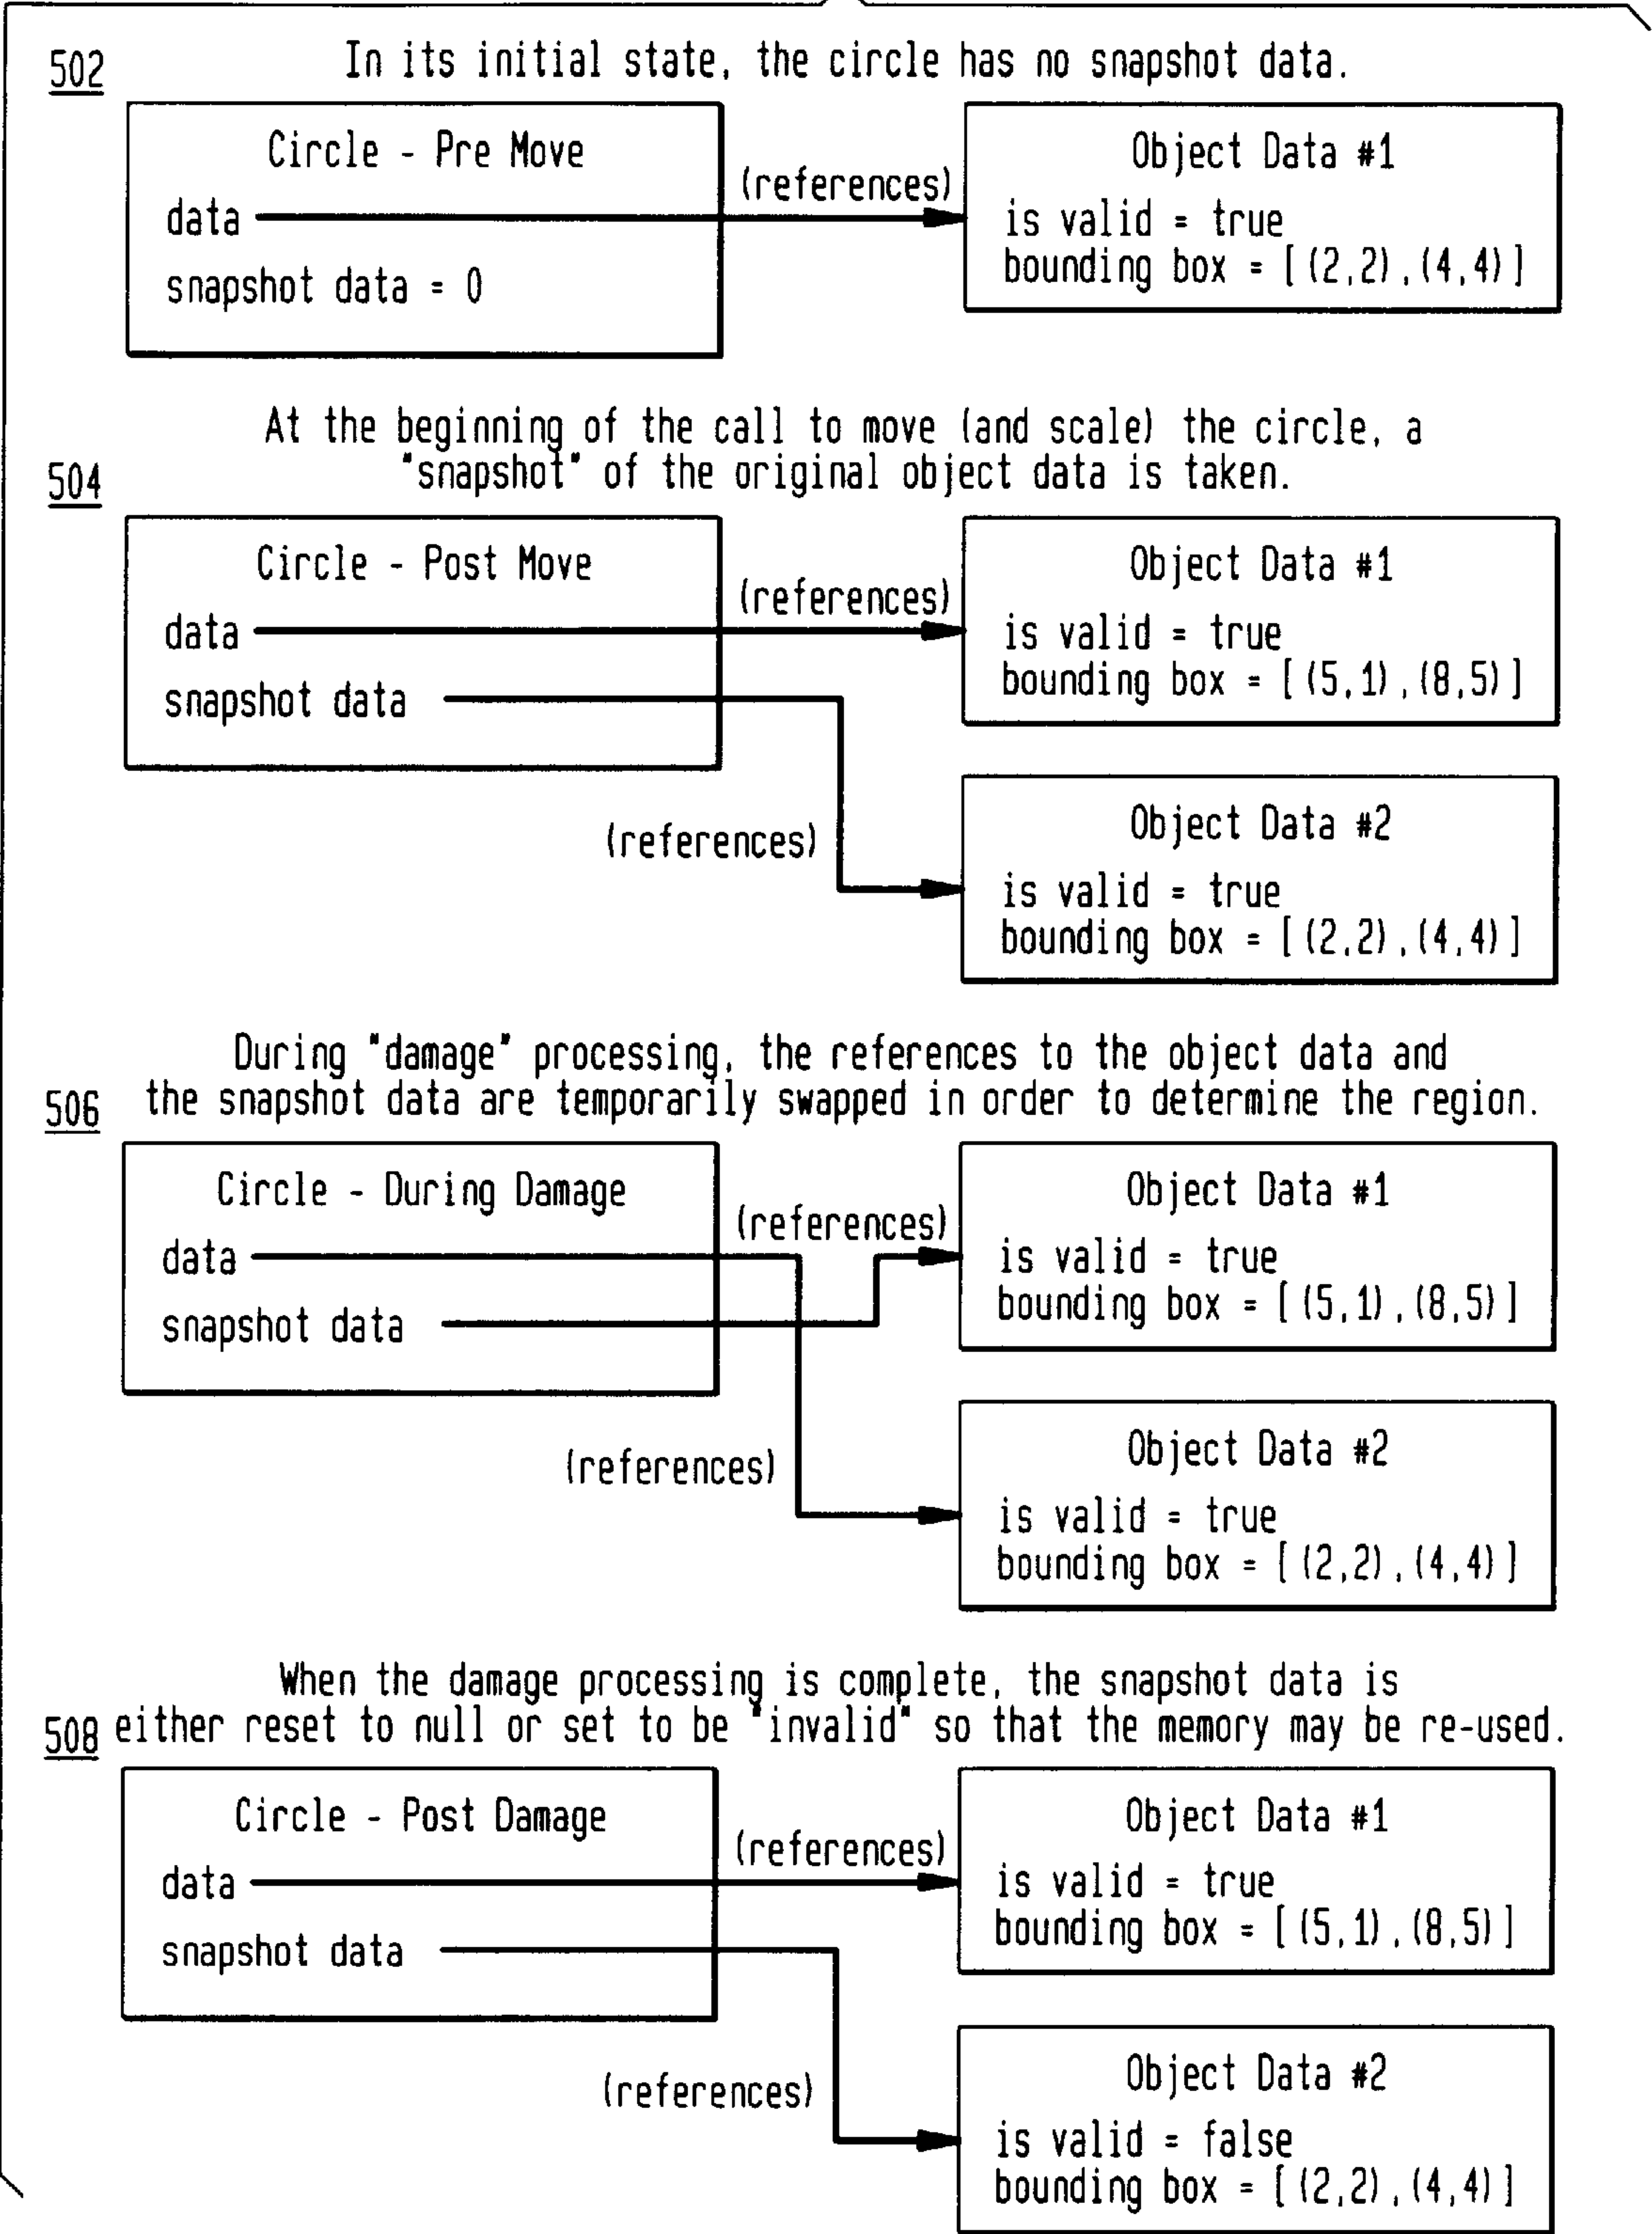 502
In its initial state, the circle has no snapshot data.
Circle - Pre Move
data
snapshot data = 0
(references)
Object Data #1
is valid = true
bounding box = [ (2,2) , (4,4) ]
At the beginning of the call to move (and scale) the circle, a
504
"snapshot" of the original object data is taken.
Circle - Post Move
data
snapshot data
(references)
Object Data #1
is valid = true
bounding box = [ (5,1) , (8,5) ]
(references)
Object Data #2
is valid = true
bounding box = [ (2,2) , (4,4) ]
During "damage" processing, the references to the object data and
506
the snapshot data are temporarily swapped in order to determine the region.
Circle - During Damage
data
snapshot data
(references)
Object Data #1
is valid = true
bounding box = [ (5,1) , (8,5) ]
(references)
Object Data #2
is valid = true
bounding box = [ (2,2) , (4,4) ]
When the damage processing is complete, the snapshot data is
508
either reset to null or set to be "invalid" so that the memory may be re-used.
Circle - Post Damage
data
snapshot data
(references)
Object Data #1
is valid = true
bounding box = [ (5,1) , (8,5) ]
(references)
Object Data #2
is valid = false
bounding box = [ (2,2) , (4,4) ]